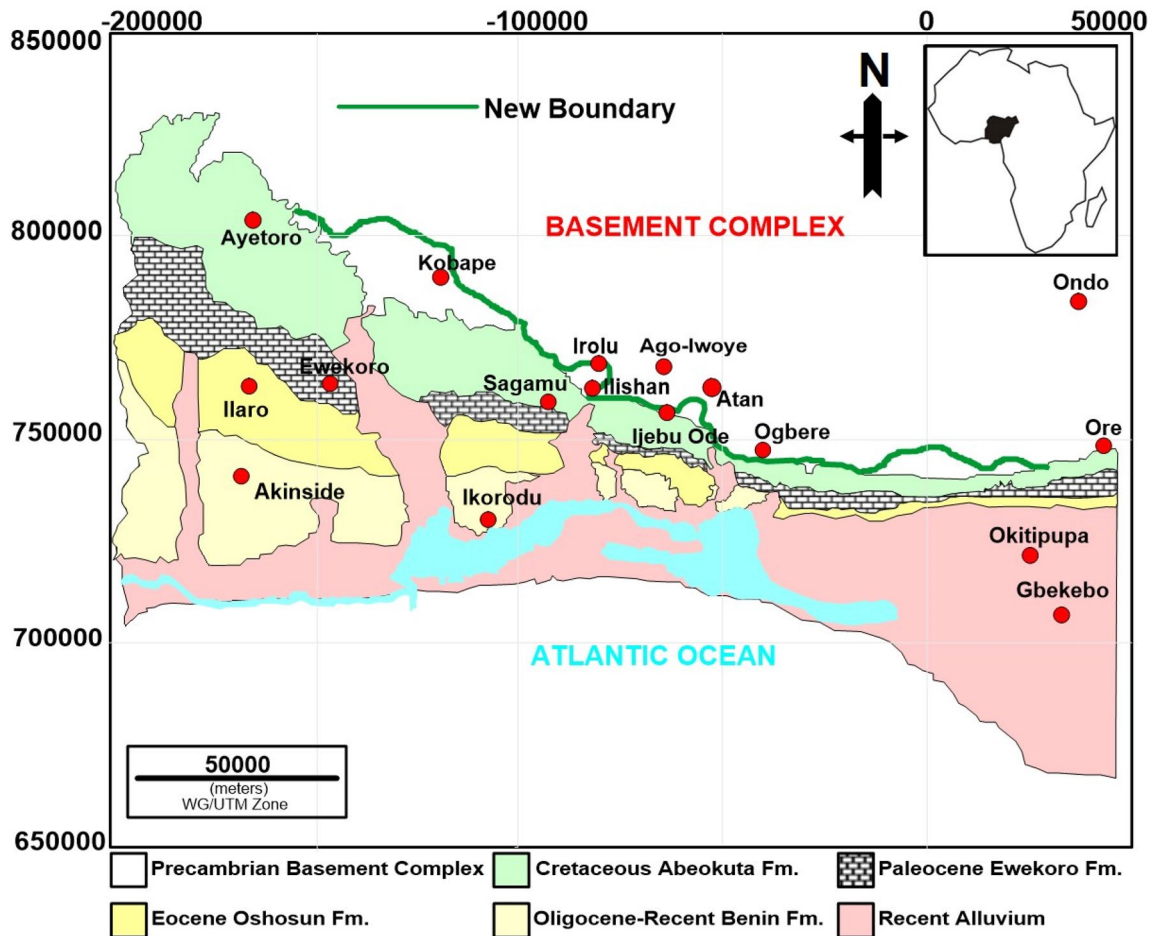 -200000 -100000 0 50000
850000
N
New Boundary
800000
BASEMENT COMPLEX
Ayetoro
Kobape
Ondo
Irolu
Ago-Iwoye
Ewekoro
Ilishan
Sagamu
Atan
Ilaro
Ijebu Ode
Ogbere
Ore
750000
Akinside
Ikorodu
Okitipupa
Gbekebo
700000
ATLANTIC OCEAN
50000
(meters)
WG/UTM Zone
650000
Precambrian Basement Complex
Cretaceous Abeokuta Fm.
Paleocene Ewekoro Fm.
Eocene Oshosun Fm.
Oligocene-Recent Benin Fm.
Recent Alluvium